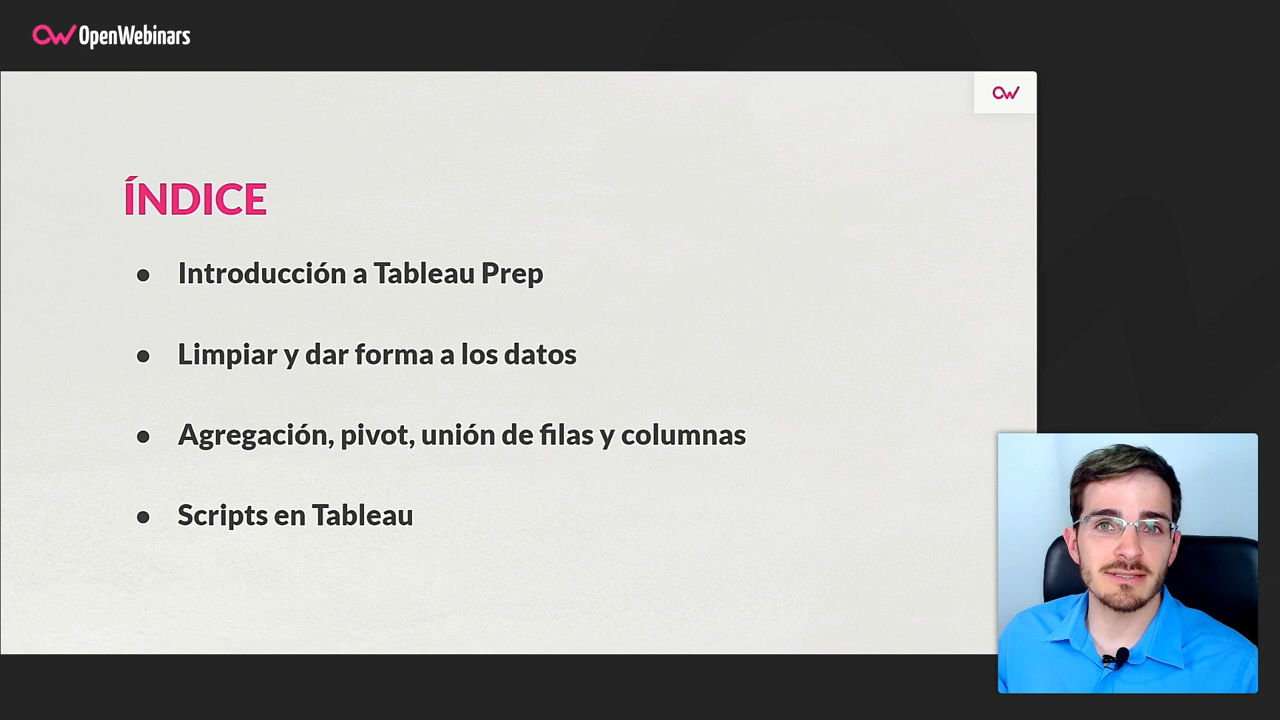 OpenWebinars
ÍNDICE
● Introducción a Tableau Prep
● Limpiar y dar forma a los datos
● Agregación, pivot, unión de filas y columnas
● Scripts en Tableau